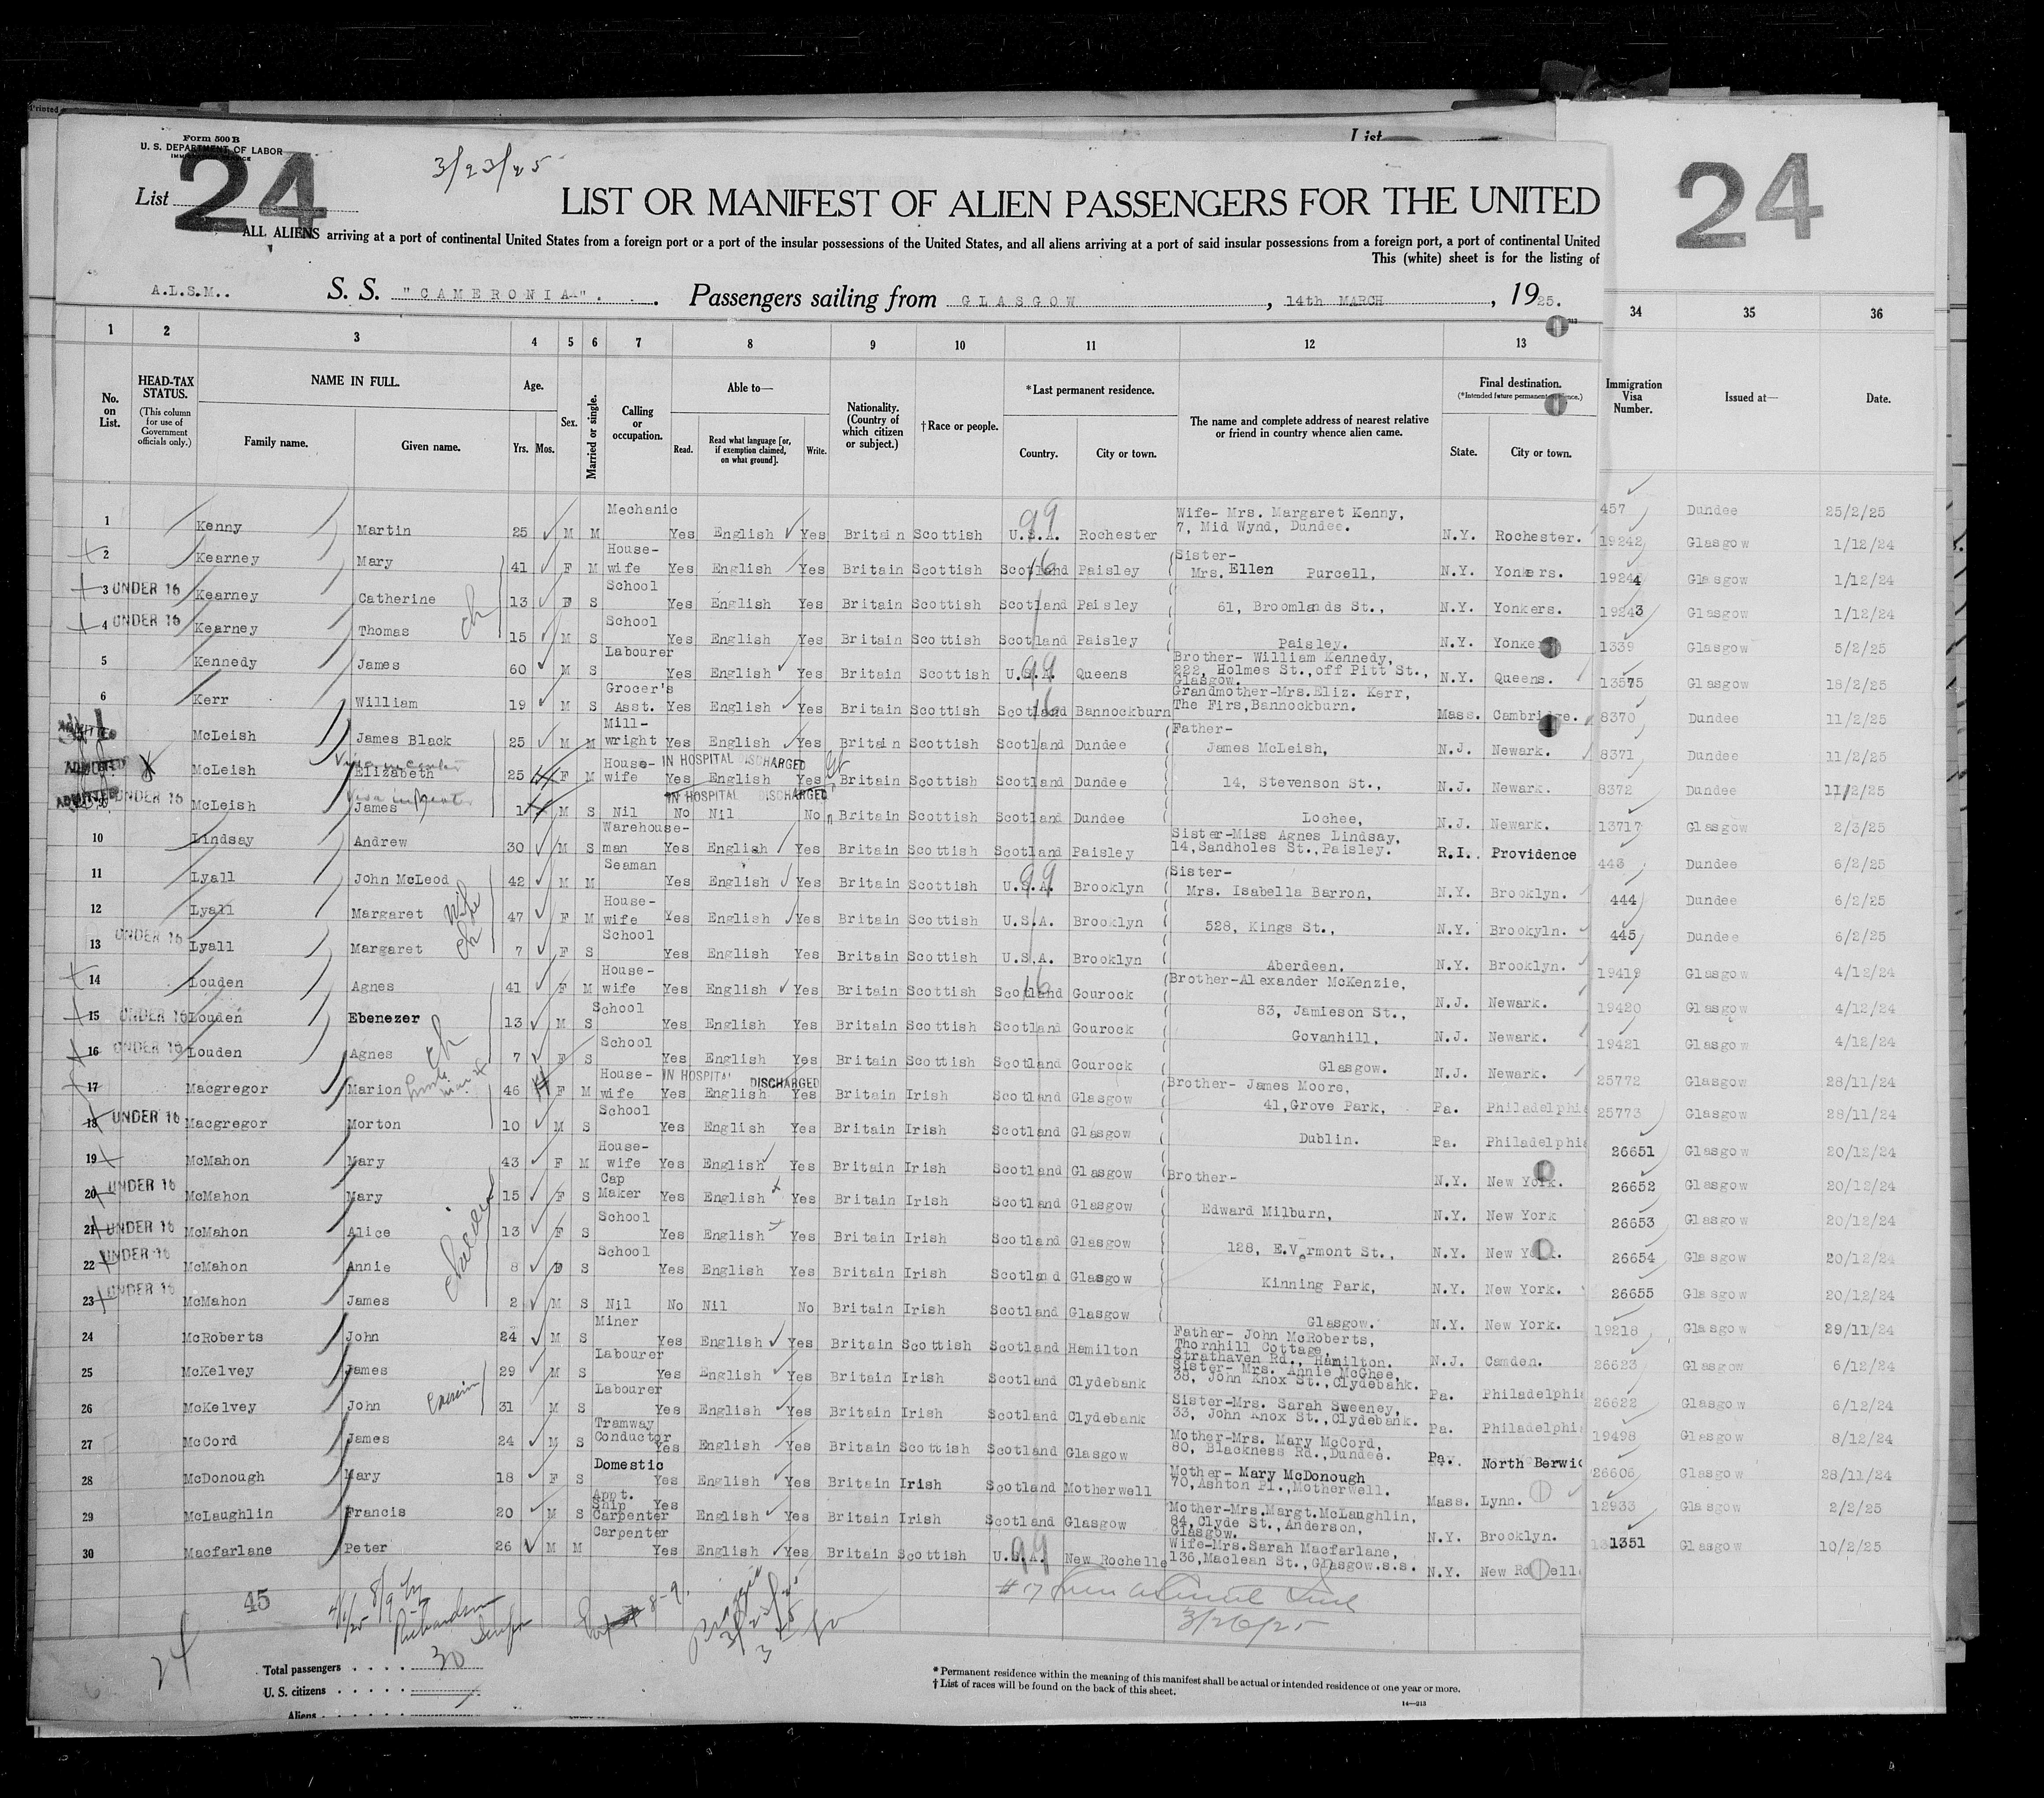 Printed
List
Form 500 B
U. S. DEPARTMENT OF LABOR
IMMIGRATION SERVICE
List 24
3/23/25
24
LIST OR MANIFEST OF ALIEN PASSENGERS FOR THE UNITED
ALL ALIENS arriving at a port of continental United States from a foreign port or a port of the insular possessions of the United States, and all aliens arriving at a port of said insular possessions from a foreign port, a port of continental United
This (white) sheet is for the listing of
A.L.S.M.. S. S. "CAMERONIA". Passengers sailing from GLASGOW, 14th MARCH, 1925.
1 2 3 4 5 6 7 8 9 10 11 12 13 34 35 36
No. on List.
HEAD-TAX STATUS. (This column for use of Government officials only.)
NAME IN FULL.
Family name. Given name.
Age. Yrs. Mos.
Sex.
Married or single.
Calling or occupation.
Able to—
Read. Read what language [or, if exemption claimed, on what ground]. Write.
Nationality. (Country of which citizen or subject.)
†Race or people.
*Last permanent residence.
Country. City or town.
The name and complete address of nearest relative or friend in country whence alien came.
Final destination.
(*Intended future permanent residence.)
State. City or town.
Immigration Visa Number.
Issued at—
Date.
1 Kenny Martin 25 M M Mechanic Yes English Yes Britain Scottish U.S.A. 99 Rochester Wife- Mrs. Margaret Kenny, 7, Mid Wynd, Dundee. N.Y. Rochester. 457 Dundee 25/2/25
2 Kearney Mary 41 F M House-wife Yes English Yes Britain Scottish Scotland 16 Paisley Sister- Mrs. Ellen Purcell, N.Y. Yonkers. 19242 Glasgow 1/12/24
3 UNDER 16 Kearney Catherine 13 F S School Yes English Yes Britain Scottish Scotland Paisley 61, Broomlands St., N.Y. Yonkers. 19244 Glasgow 1/12/24
4 UNDER 16 Kearney Thomas ch 15 M S School Yes English Yes Britain Scottish Scotland Paisley Paisley. N.Y. Yonkers 19243 Glasgow 1/12/24
5 Kennedy James 60 M S Labourer Yes English Yes Britain Scottish U.S.A. 99 Queens Brother- William Kennedy, 222, Holmes St., off Pitt St., Glasgow. N.Y. Queens. 1339 Glasgow 5/2/25
6 Kerr William 19 M S Grocer's Asst. Yes English Yes Britain Scottish Scotland 16 Bannockburn Grandmother-Mrs.Eliz. Kerr, The Firs, Bannockburn. Mass. Cambridge. 13575 Glasgow 18/2/25
ADMITTED McLeish James Black 25 M M Mill-wright Yes English Yes Britain Scottish Scotland Dundee Father- James McLeish, N.J. Newark. 8370 Dundee 11/2/25
ADMITTED McLeish Elizabeth 25 F M House-wife IN HOSPITAL DISCHARGED Yes English Yes Britain Scottish Scotland Dundee 14, Stevenson St., N.J. Newark. 8371 Dundee 11/2/25
ADMITTED UNDER 16 McLeish James 1 M S Nil IN HOSPITAL DISCHARGED No Nil No Britain Scottish Scotland Dundee Lochee, N.J. Newark. 8372 Dundee 11/2/25
10 Lindsay Andrew 30 M S Warehouse-man Yes English Yes Britain Scottish Scotland Paisley Sister-Miss Agnes Lindsay, 14, Sandholes St., Paisley. R.I. Providence 13717 Glasgow 2/3/25
11 Lyall John McLeod 42 M M Seaman Yes English Yes Britain Scottish U.S.A. 99 Brooklyn Sister- Mrs. Isabella Barron, N.Y. Brooklyn. 443 Dundee 6/2/25
12 Lyall Margaret wife 47 F M House-wife Yes English Yes Britain Scottish U.S.A. Brooklyn 528, Kings St., N.Y. Brookyln. 444 Dundee 6/2/25
13 UNDER 16 Lyall Margaret ch 7 F S School Yes English Yes Britain Scottish U.S.A. Brooklyn Aberdeen. N.Y. Brooklyn. 445 Dundee 6/2/25
14 Louden Agnes 41 F M House-wife Yes English Yes Britain Scottish Scotland 16 Gourock Brother-Alexander McKenzie, N.J. Newark. 19419 Glasgow 4/12/24
15 UNDER 16 Louden Ebenezer 13 M S School Yes English Yes Britain Scottish Scotland Gourock 83, Jamieson St., Govanhill, N.J. Newark. 19420 Glasgow 4/12/24
16 UNDER 16 Louden Agnes ch 7 F S School Yes English Yes Britain Scottish Scotland Gourock Glasgow. N.J. Newark. 19421 Glasgow 4/12/24
17 Macgregor Marion 46 F M House-wife IN HOSPITAL DISCHARGED Yes English Yes Britain Irish Scotland Glasgow Brother- James Moore, 41, Grove Park, Pa. Philadelphia 25772 Glasgow 28/11/24
18 UNDER 16 Macgregor Morton 10 M S School Yes English Yes Britain Irish Scotland Glasgow Dublin. Pa. Philadelphia 25773 Glasgow 28/11/24
19 McMahon Mary 43 F M House-wife Yes English Yes Britain Irish Scotland Glasgow Brother- N.Y. New York. 26651 Glasgow 20/12/24
20 UNDER 16 McMahon Mary 15 F S Cap Maker Yes English Yes Britain Irish Scotland Glasgow Edward Milburn, N.Y. New York 26652 Glasgow 20/12/24
21 UNDER 16 McMahon Alice 13 F S School Yes English Yes Britain Irish Scotland Glasgow 128, E.Vermont St., N.Y. New York. 26653 Glasgow 20/12/24
22 UNDER 16 McMahon Annie 8 F S School Yes English Yes Britain Irish Scotland Glasgow Kinning Park, N.Y. New York. 26654 Glasgow 20/12/24
23 UNDER 16 McMahon James 2 M S Nil No Nil No Britain Irish Scotland Glasgow Glasgow. N.Y. New York. 26655 Glasgow 20/12/24
24 McRoberts John 24 M S Miner Yes English Yes Britain Scottish Scotland Hamilton Father- John McRoberts, Thornhill Cottage, Strathaven Rd., Hamilton. N.J. Camden. 19218 Glasgow 29/11/24
25 McKelvey James 29 M S Labourer Yes English Yes Britain Irish Scotland Clydebank Sister- Mrs. Annie McGhee, 38, John Knox St., Clydebank. Pa. Philadelphia 26623 Glasgow 6/12/24
26 McKelvey John 31 M S Labourer Yes English Yes Britain Irish Scotland Clydebank Sister-Mrs. Sarah Sweeney, 33, John Knox St., Clydebank. Pa. Philadelphia 26622 Glasgow 6/12/24
27 McCord James 24 M S Tramway Conductor Yes English Yes Britain Scottish Scotland Glasgow Mother-Mrs. Mary McCord, 80, Blackness Rd., Dundee. Pa. North Berwic 19498 Glasgow 8/12/24
28 McDonough Mary 18 F S Domestic Yes English Yes Britain Irish Scotland Motherwell Mother- Mary McDonough 70, Ashton Pl., Motherwell. Mass. Lynn. 26606 Glasgow 28/11/24
29 McLaughlin Francis 20 M S Appt. Ship Carpenter Yes English Yes Britain Irish Scotland Glasgow Mother-Mrs.Margt.McLaughlin, 84, Clyde St., Anderson, Glasgow. N.Y. Brooklyn. 12933 Glasgow 2/2/25
30 Macfarlane Peter 26 M M Carpenter Yes English Yes Britain Scottish U.S.A. 99 New Rochelle Wife-Mrs.Sarah Macfarlane, 136, Maclean St., Glasgow.s.s. N.Y. New Rochelle 1351 Glasgow 10/2/25
45
24
8/9 by Richardson
8-9.
3/26/25
Total passengers . . . . 30
U. S. citizens . . . . .
Aliens . . . . . .
* Permanent residence within the meaning of this manifest shall be actual or intended residence of one year or more.
† List of races will be found on the back of this sheet.
14—213